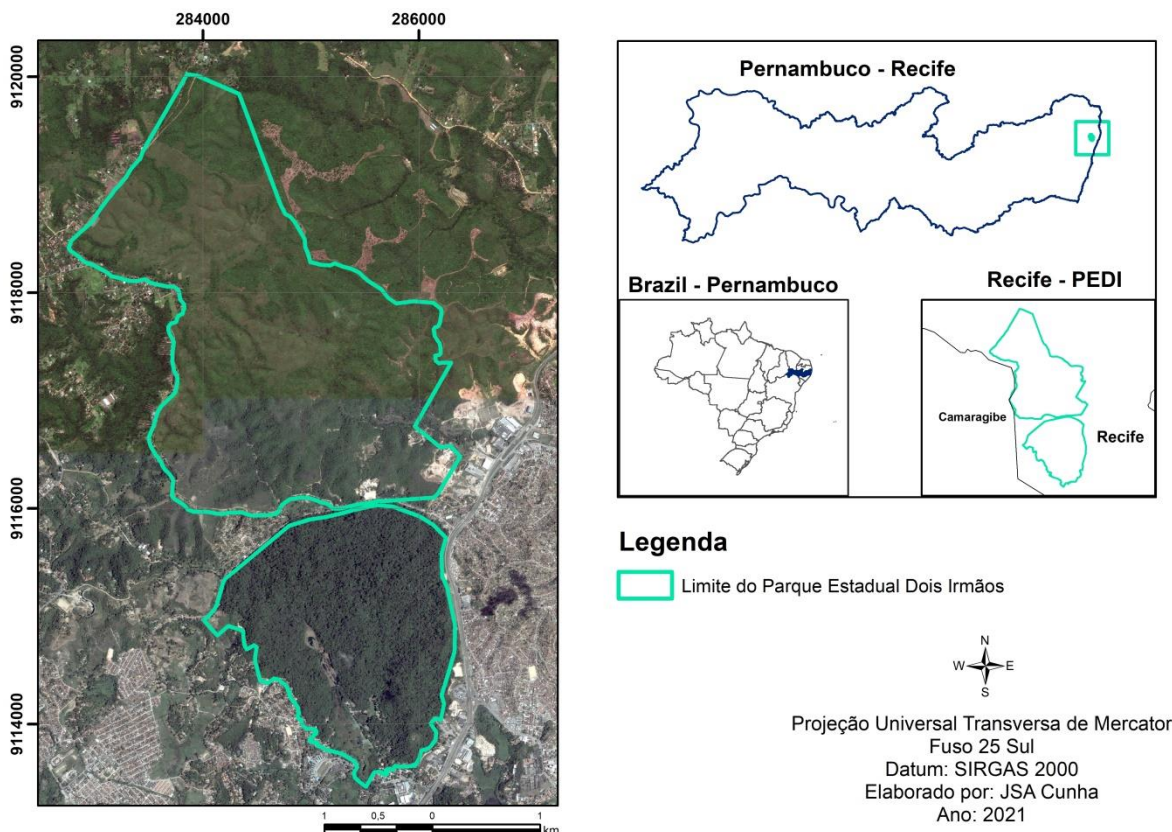 284000
286000
9120000
9118000
9116000
9114000
1 0,5 0 1
km
Pernambuco - Recife
Brazil - Pernambuco
Recife - PEDI
Camaragibe
Recife
Legenda
Limite do Parque Estadual Dois Irmãos
N
W E
S
Projeção Universal Transversa de Mercator
Fuso 25 Sul
Datum: SIRGAS 2000
Elaborado por: JSA Cunha
Ano: 2021